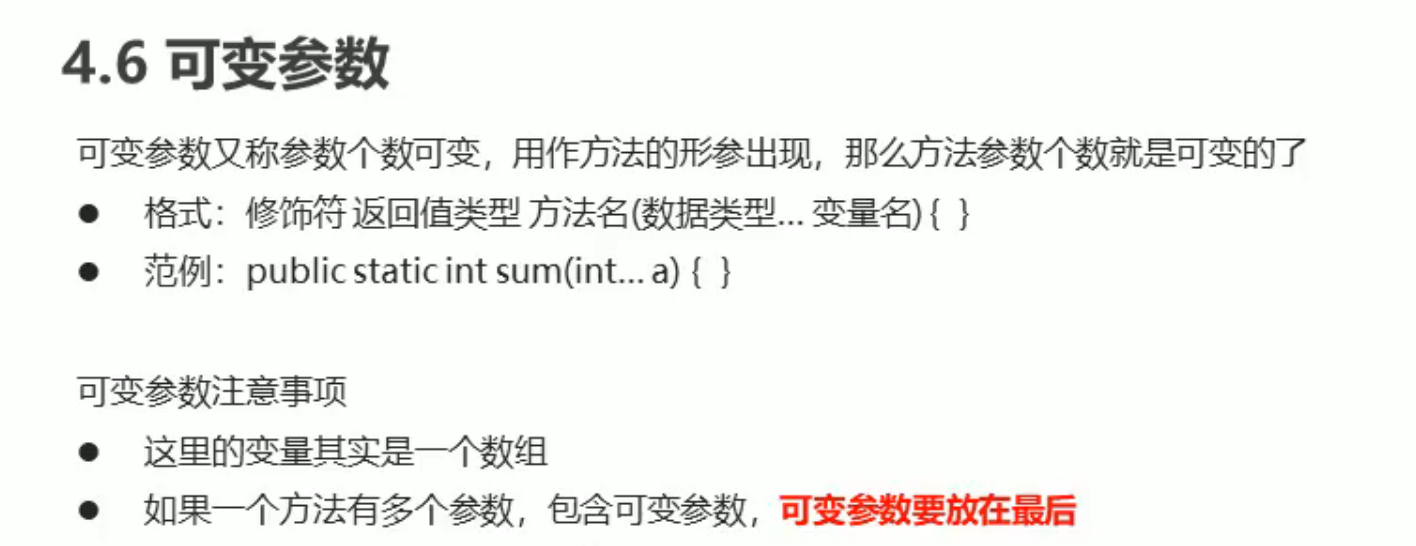 4.6 可变参数
可变参数又称参数个数可变，用作方法的形参出现，那么方法参数个数就是可变的了
● 格式：修饰符 返回值类型 方法名(数据类型... 变量名) { }
● 范例：public static int sum(int... a) { }
可变参数注意事项
● 这里的变量其实是一个数组
● 如果一个方法有多个参数，包含可变参数，可变参数要放在最后